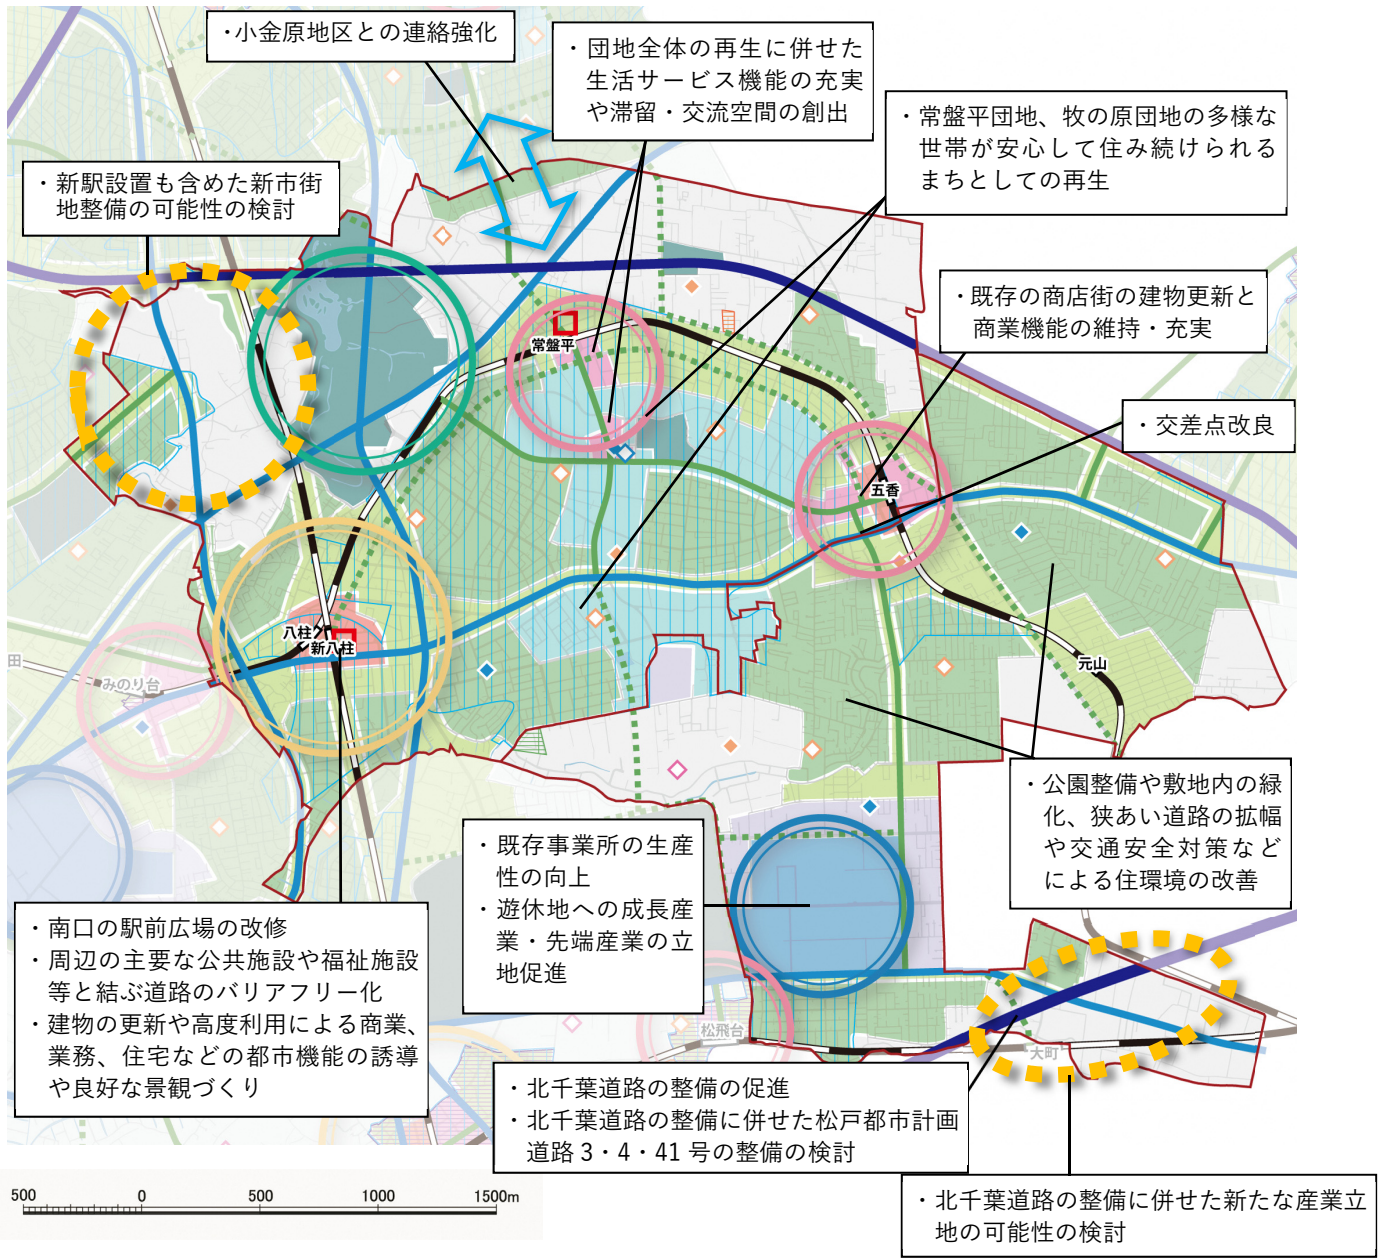 ・小金原地区との連絡強化
・団地全体の再生に併せた
生活サービス機能の充実
や滞留・交流空間の創出
・常盤平団地、牧の原団地の多様な
世帯が安心して住み続けられる
まちとしての再生
・新駅設置も含めた新市街
地整備の可能性の検討
・既存の商店街の建物更新と
商業機能の維持・充実
・交差点改良
常盤平
五香
八柱
新八柱
元山
みのり台
田
松飛台
大町
・公園整備や敷地内の緑
化、狭あい道路の拡幅
や交通安全対策など
による住環境の改善
・既存事業所の生産
性の向上
・遊休地への成長産
業・先端産業の立
地促進
・南口の駅前広場の改修
・周辺の主要な公共施設や福祉施設
等と結ぶ道路のバリアフリー化
・建物の更新や高度利用による商業、
業務、住宅などの都市機能の誘導
や良好な景観づくり
・北千葉道路の整備の促進
・北千葉道路の整備に併せた松戸都市計画
道路 3・4・41 号の整備の検討
・北千葉道路の整備に併せた新たな産業立
地の可能性の検討
500 0 500 1000 1500m